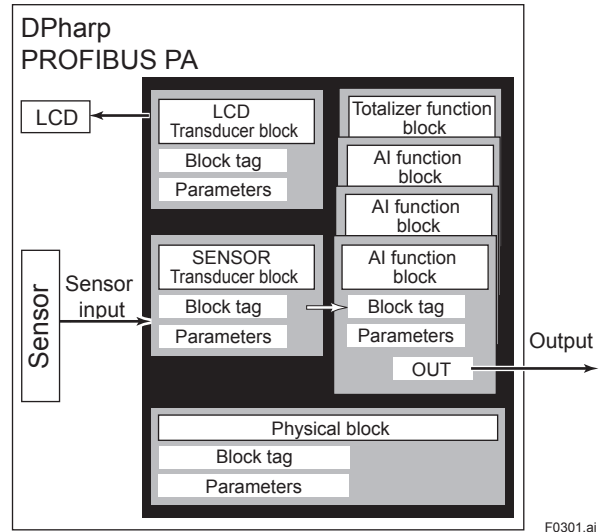 DPharp
PROFIBUS PA
LCD
LCD
Transducer block
Block tag
Parameters
Totalizer function
block
AI function
block
AI function
block
Sensor
Sensor
input
SENSOR
Transducer block
Block tag
Parameters
AI function
block
Block tag
Parameters
OUT
Output
Physical block
Block tag
Parameters
F0301.ai